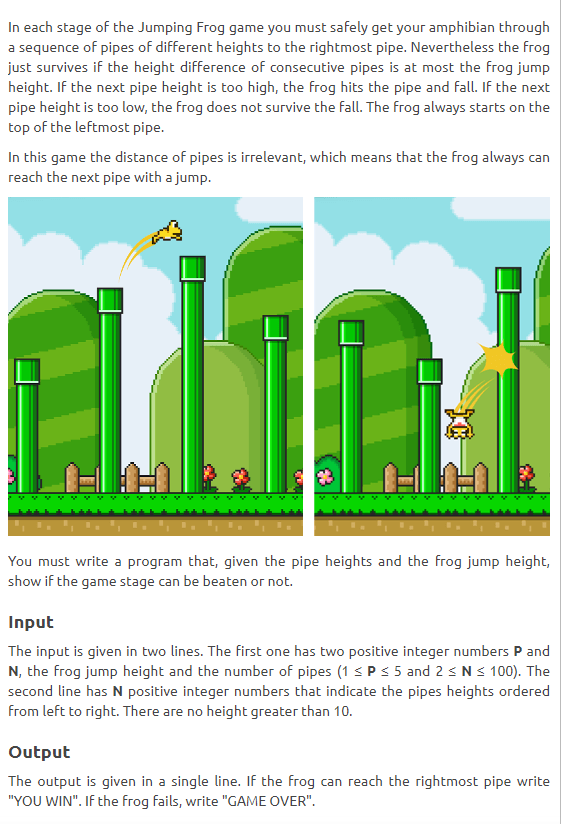 In each stage of the Jumping Frog game you must safely get your amphibian through
a sequence of pipes of different heights to the rightmost pipe. Nevertheless the frog
just survives if the height difference of consecutive pipes is at most the frog jump
height. If the next pipe height is too high, the frog hits the pipe and fall. If the next
pipe height is too low, the frog does not survive the fall. The frog always starts on the
top of the leftmost pipe.
In this game the distance of pipes is irrelevant, which means that the frog always can
reach the next pipe with a jump.
You must write a program that, given the pipe heights and the frog jump height,
show if the game stage can be beaten or not.
Input
The input is given in two lines. The first one has two positive integer numbers P and
N, the frog jump height and the number of pipes (1 ≤ P ≤ 5 and 2 ≤ N ≤ 100). The
second line has N positive integer numbers that indicate the pipes heights ordered
from left to right. There are no height greater than 10.
Output
The output is given in a single line. If the frog can reach the rightmost pipe write
"YOU WIN". If the frog fails, write "GAME OVER".